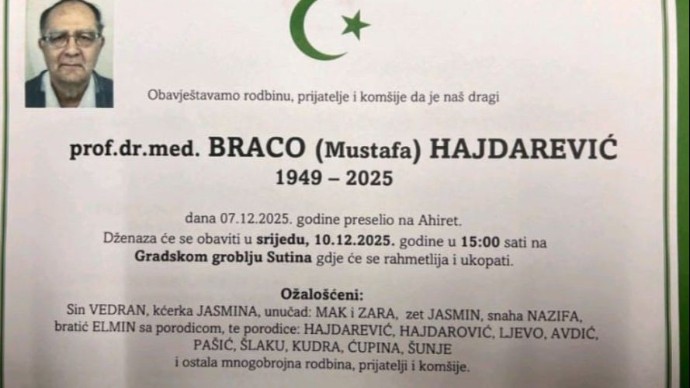 Obavještavamo rodbinu, prijatelje i komšije da je naš dragi
prof.dr.med. BRACO (Mustafa) HAJDAREVIĆ
1949 – 2025
dana 07.12.2025. godine preselio na Ahiret.
Dženaza će se obaviti u srijedu, 10.12.2025. godine u 15:00 sati na
Gradskom groblju Sutina gdje će se rahmetlija i ukopati.
Ožalošćeni:
Sin VEDRAN, kćerka JASMINA, unučad: MAK i ZARA, zet JASMIN, snaha NAZIFA,
bratić ELMIN sa porodicom, te porodice: HAJDAREVIĆ, HAJDAROVIĆ, LJEVO, AVDIĆ,
PAŠIĆ, ŠLAKU, KUDRA, ĆUPINA, ŠUNJE
i ostala mnogobrojna rodbina, prijatelji i komšije.